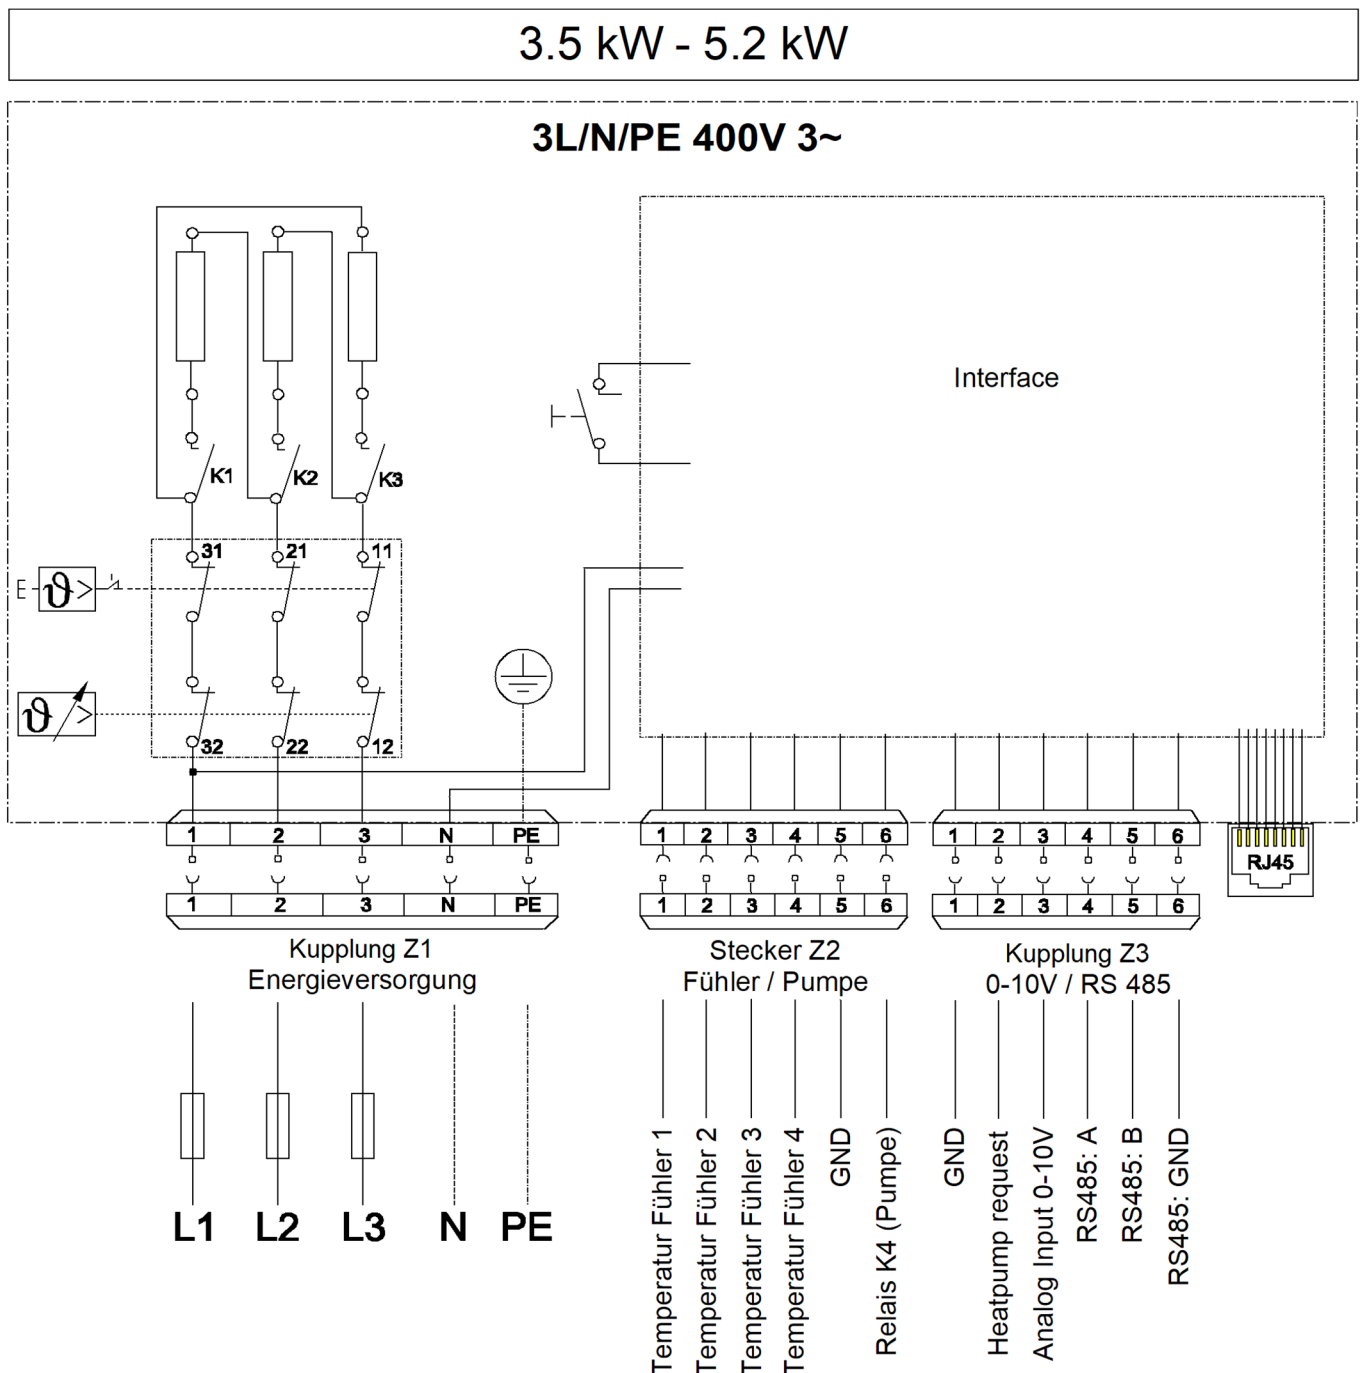 3.5 kW - 5.2 kW
3L/N/PE 400V 3~
Interface
K1 K2 K3
31 21 11
ϑ >
ϑ >
32 22 12
1 2 3 N PE
1 2 3 4 5 6
1 2 3 4 5 6
RJ45
1 2 3 N PE
1 2 3 4 5 6
1 2 3 4 5 6
Kupplung Z1
Energieversorgung
Stecker Z2
Fühler / Pumpe
Kupplung Z3
0-10V / RS 485
L1 L2 L3 N PE
Temperatur Fühler 1
Temperatur Fühler 2
Temperatur Fühler 3
Temperatur Fühler 4
GND
Relais K4 (Pumpe)
GND
Heatpump request
Analog Input 0-10V
RS485: A
RS485: B
RS485: GND